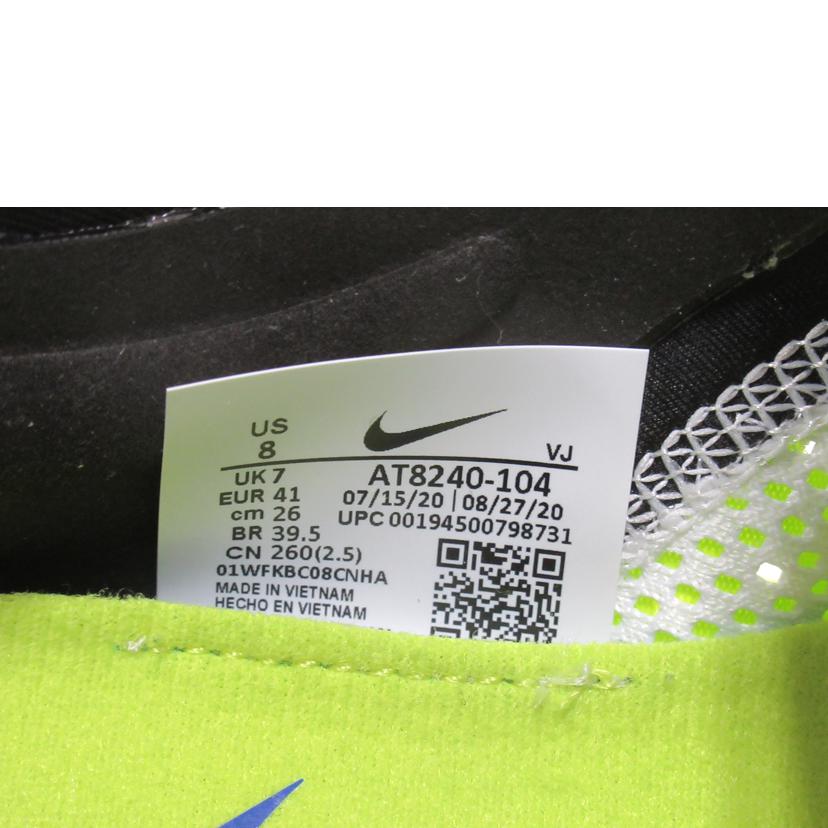 US
8
VJ
UK 7
EUR 41
cm 26
BR 39.5
CN 260(2.5)
AT8240-104
07/15/20 | 08/27/20
UPC 00194500798731
01WFKBC08CNHA
MADE IN VIETNAM
HECHO EN VIETNAM